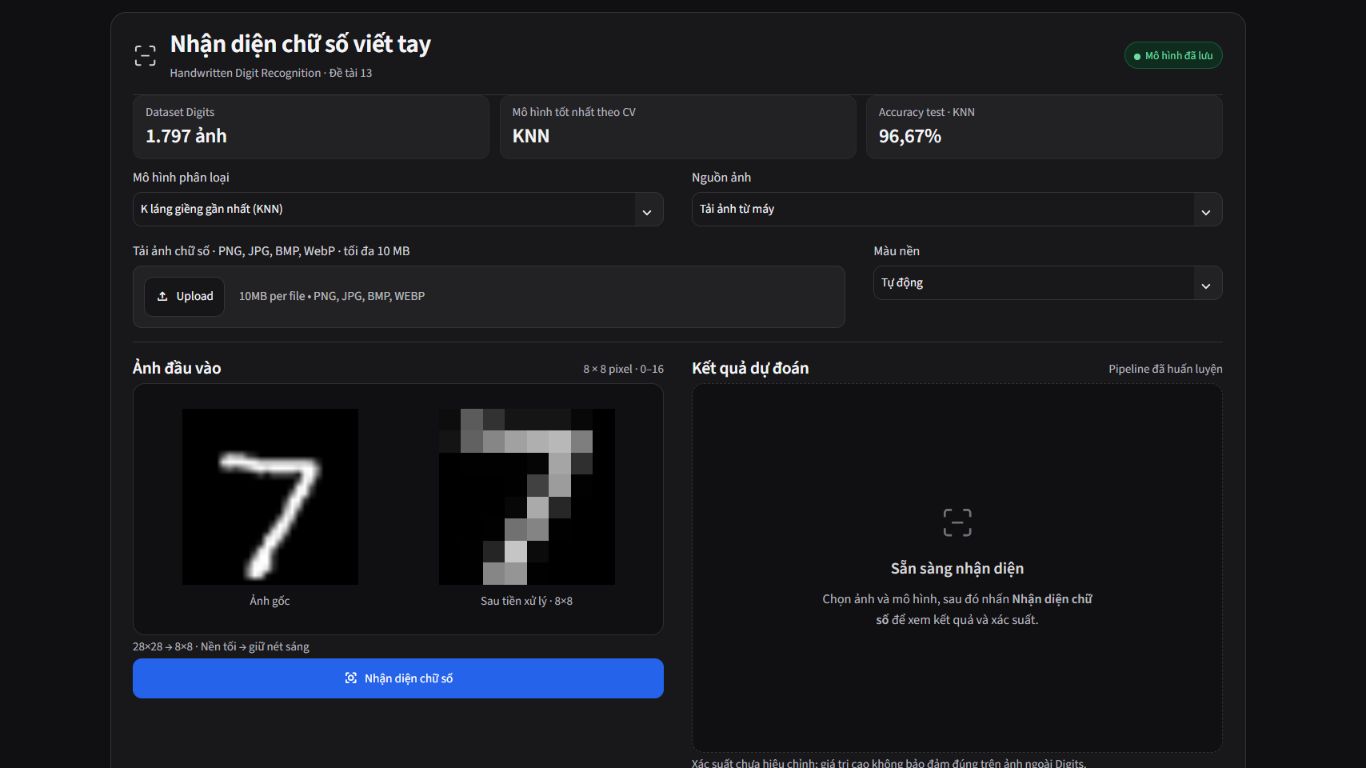 Nhận diện chữ số viết tay
Handwritten Digit Recognition · Đề tài 13
Mô hình đã lưu
Dataset Digits
1.797 ảnh
Mô hình tốt nhất theo CV
KNN
Accuracy test · KNN
96,67%
Mô hình phân loại
K láng giềng gần nhất (KNN)
Nguồn ảnh
Tải ảnh từ máy
Tải ảnh chữ số · PNG, JPG, BMP, WebP · tối đa 10 MB
Upload
10MB per file • PNG, JPG, BMP, WEBP
Màu nền
Tự động
Ảnh đầu vào
8 × 8 pixel · 0–16
7
Ảnh gốc
Sau tiền xử lý · 8×8
28×28 → 8×8 · Nền tối → giữ nét sáng
Nhận diện chữ số
Kết quả dự đoán
Pipeline đã huấn luyện
Sẵn sàng nhận diện
Chọn ảnh và mô hình, sau đó nhấn Nhận diện chữ
số để xem kết quả và xác suất.
Xác suất chưa hiệu chỉnh; giá trị cao không bảo đảm đúng trên ảnh ngoài Digits.